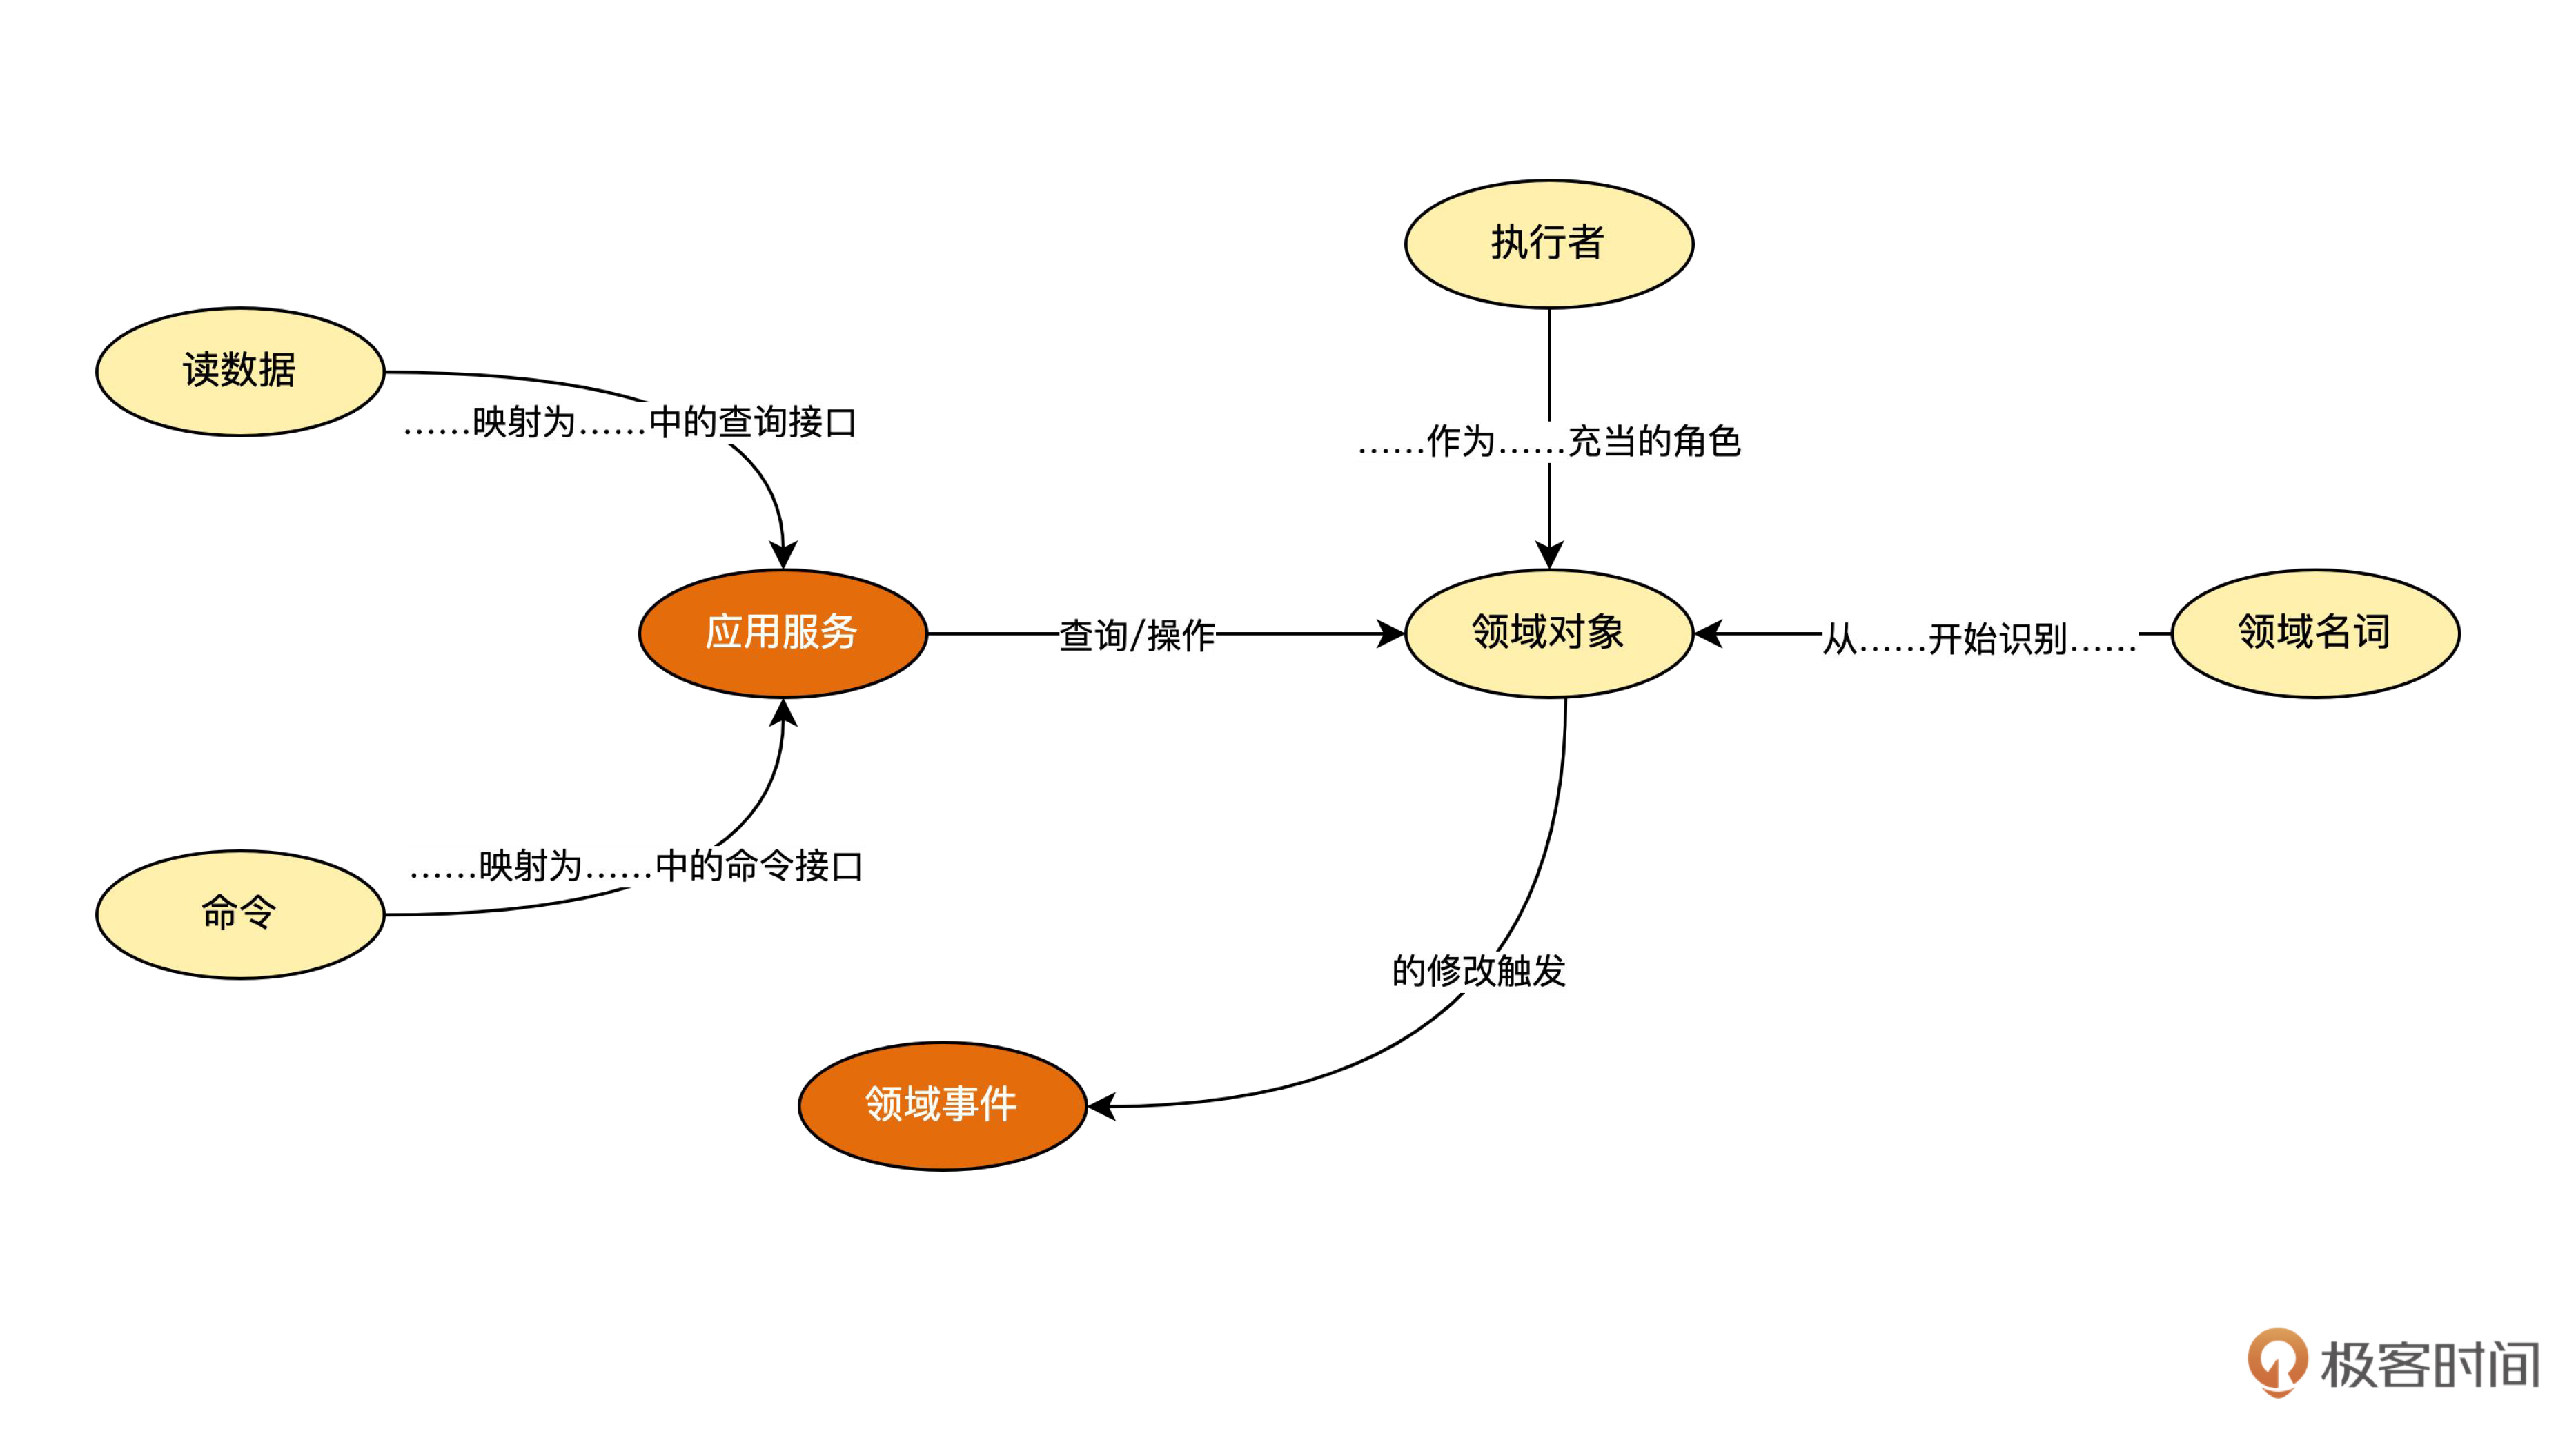 执行者
读数据
……映射为……中的查询接口
……作为……充当的角色
应用服务
查询/操作
领域对象
从……开始识别……
领域名词
……映射为……中的命令接口
命令
的修改触发
领域事件
极客时间